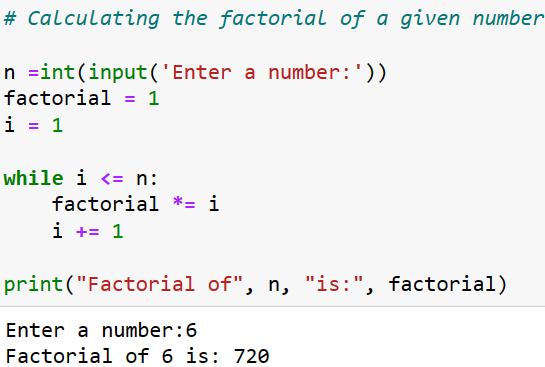 # Calculating the factorial of a given number
n =int(input('Enter a number:'))
factorial = 1
i = 1
while i <= n:
    factorial *= i
    i += 1
print("Factorial of", n, "is:", factorial)
Enter a number:6
Factorial of 6 is: 720